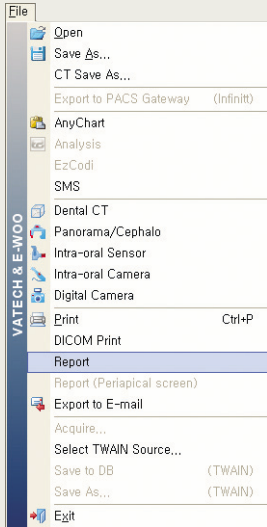 File
Open
Save As...
CT Save As...
Export to PACS Gateway (Infinitt)
AnyChart
Analysis
EzCodi
SMS
Dental CT
Panorama/Cephalo
Intra-oral Sensor
Intra-oral Camera
Digital Camera
Print Ctrl+P
DICOM Print
Report
Report (Periapical screen)
Export to E-mail
Acquire...
Select TWAIN Source...
Save to DB (TWAIN)
Save As... (TWAIN)
Exit
VATECH & E-WOO